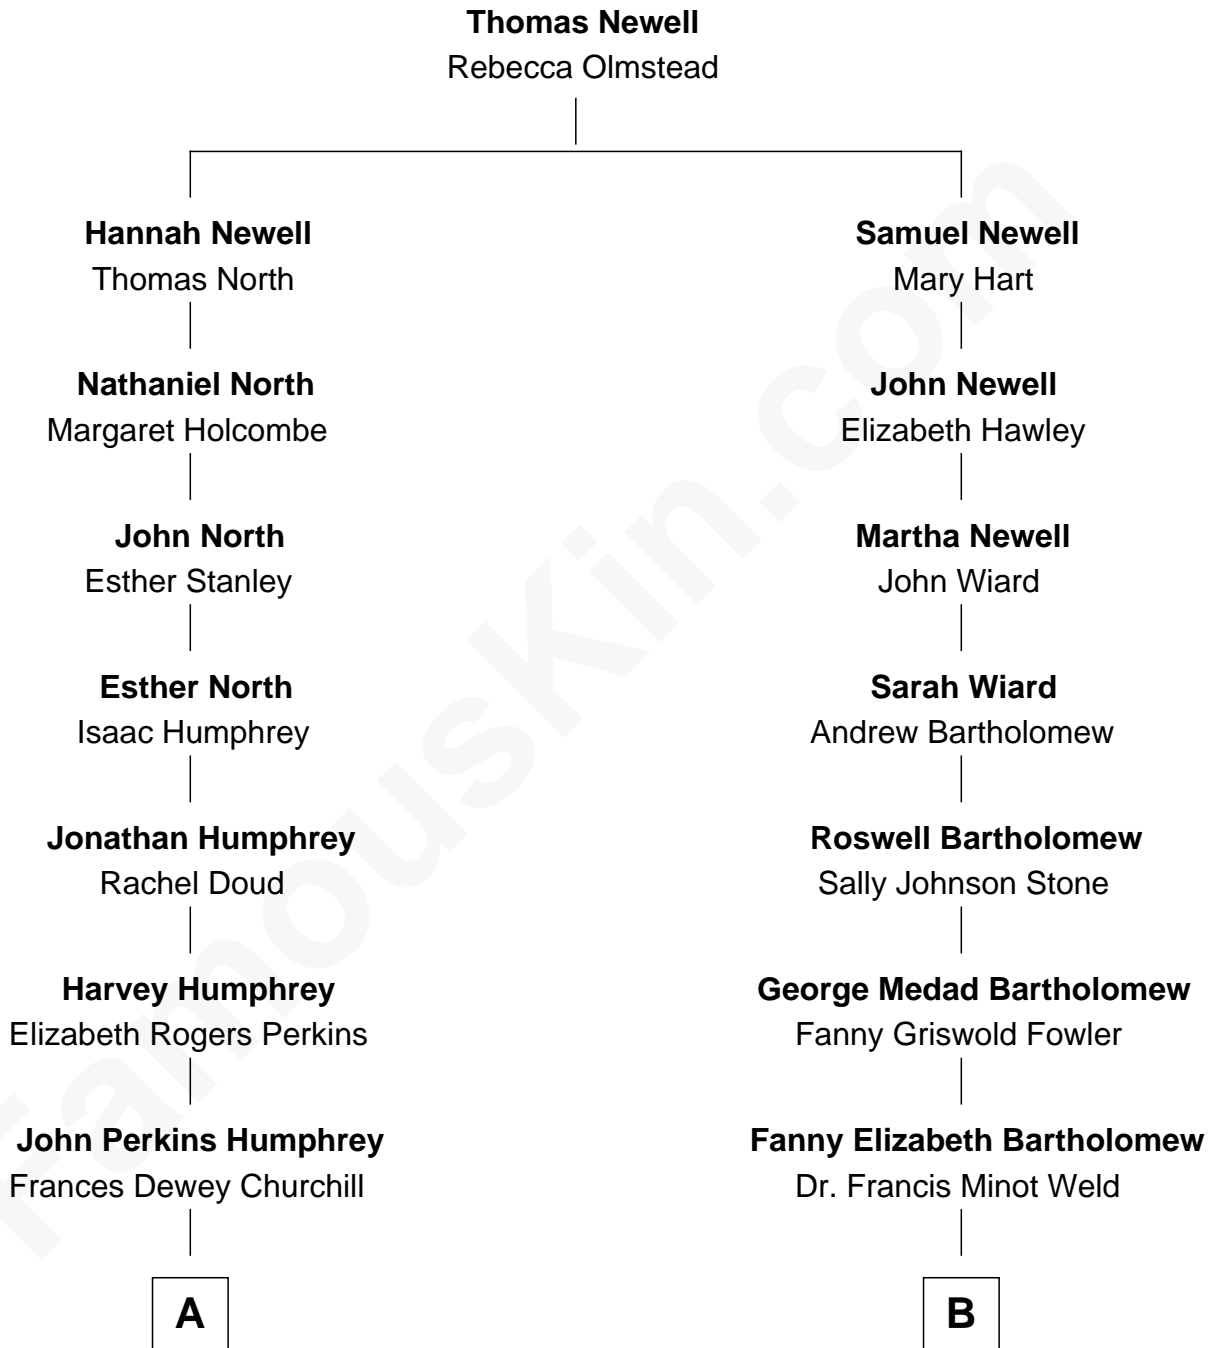 Thomas Newell
Rebecca Olmstead
Hannah Newell
Thomas North
Samuel Newell
Mary Hart
Nathaniel North
Margaret Holcombe
John Newell
Elizabeth Hawley
John North
Esther Stanley
Martha Newell
John Wiard
Esther North
Isaac Humphrey
Sarah Wiard
Andrew Bartholomew
Jonathan Humphrey
Rachel Doud
Roswell Bartholomew
Sally Johnson Stone
Harvey Humphrey
Elizabeth Rogers Perkins
George Medad Bartholomew
Fanny Griswold Fowler
John Perkins Humphrey
Frances Dewey Churchill
Fanny Elizabeth Bartholomew
Dr. Francis Minot Weld
A
B
FamousKin.com